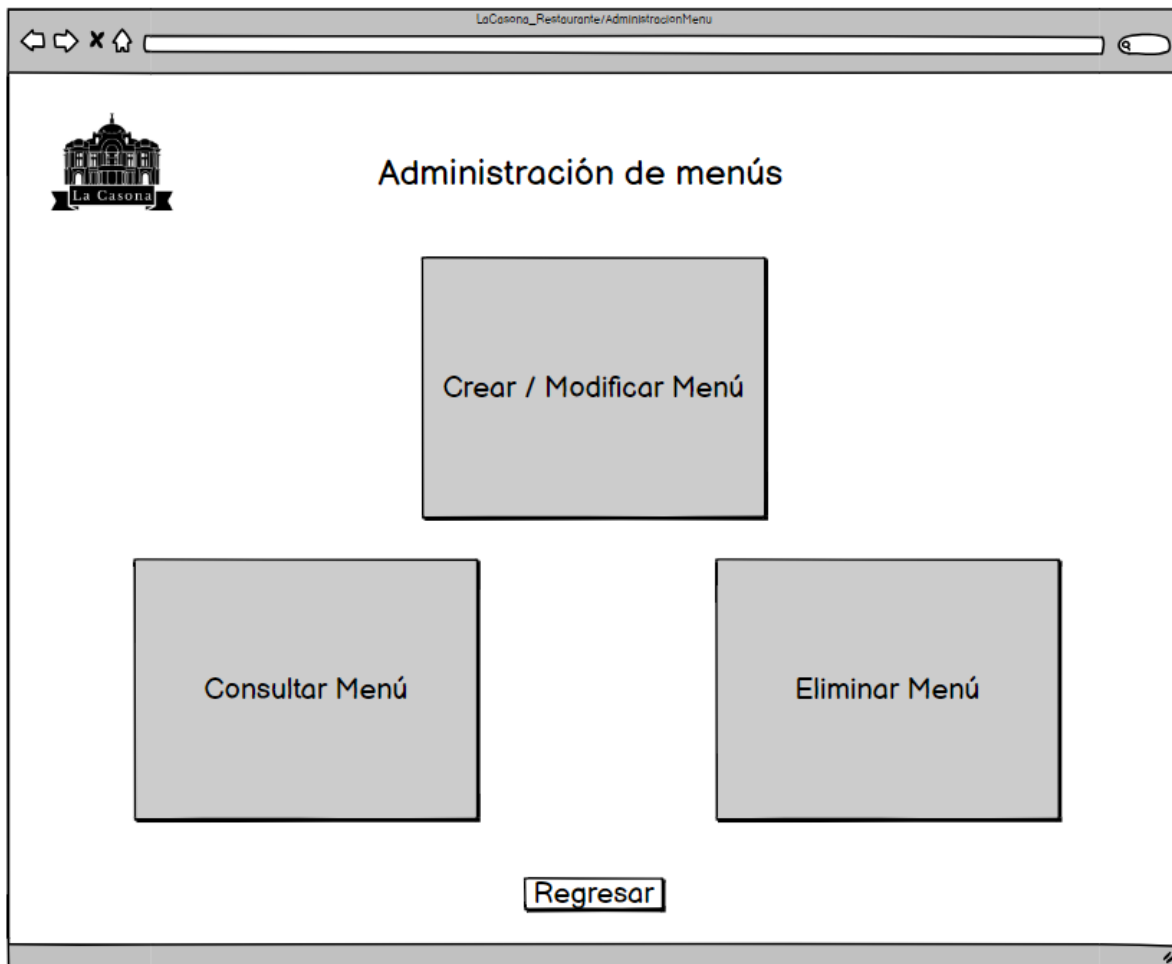 LaCasona_Restaurante/AdministracionMenu
La Casona
Administración de menús
Crear / Modificar Menú
Consultar Menú
Eliminar Menú
Regresar